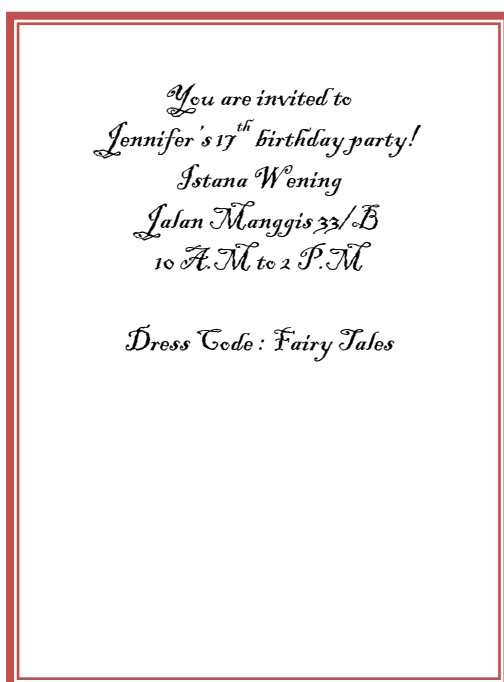 You are invited to
Jennifer's 17th birthday party!
Istana Wening
Jalan Manggis 33/B
10 A.M to 2 P.M
Dress Code : Fairy Tales